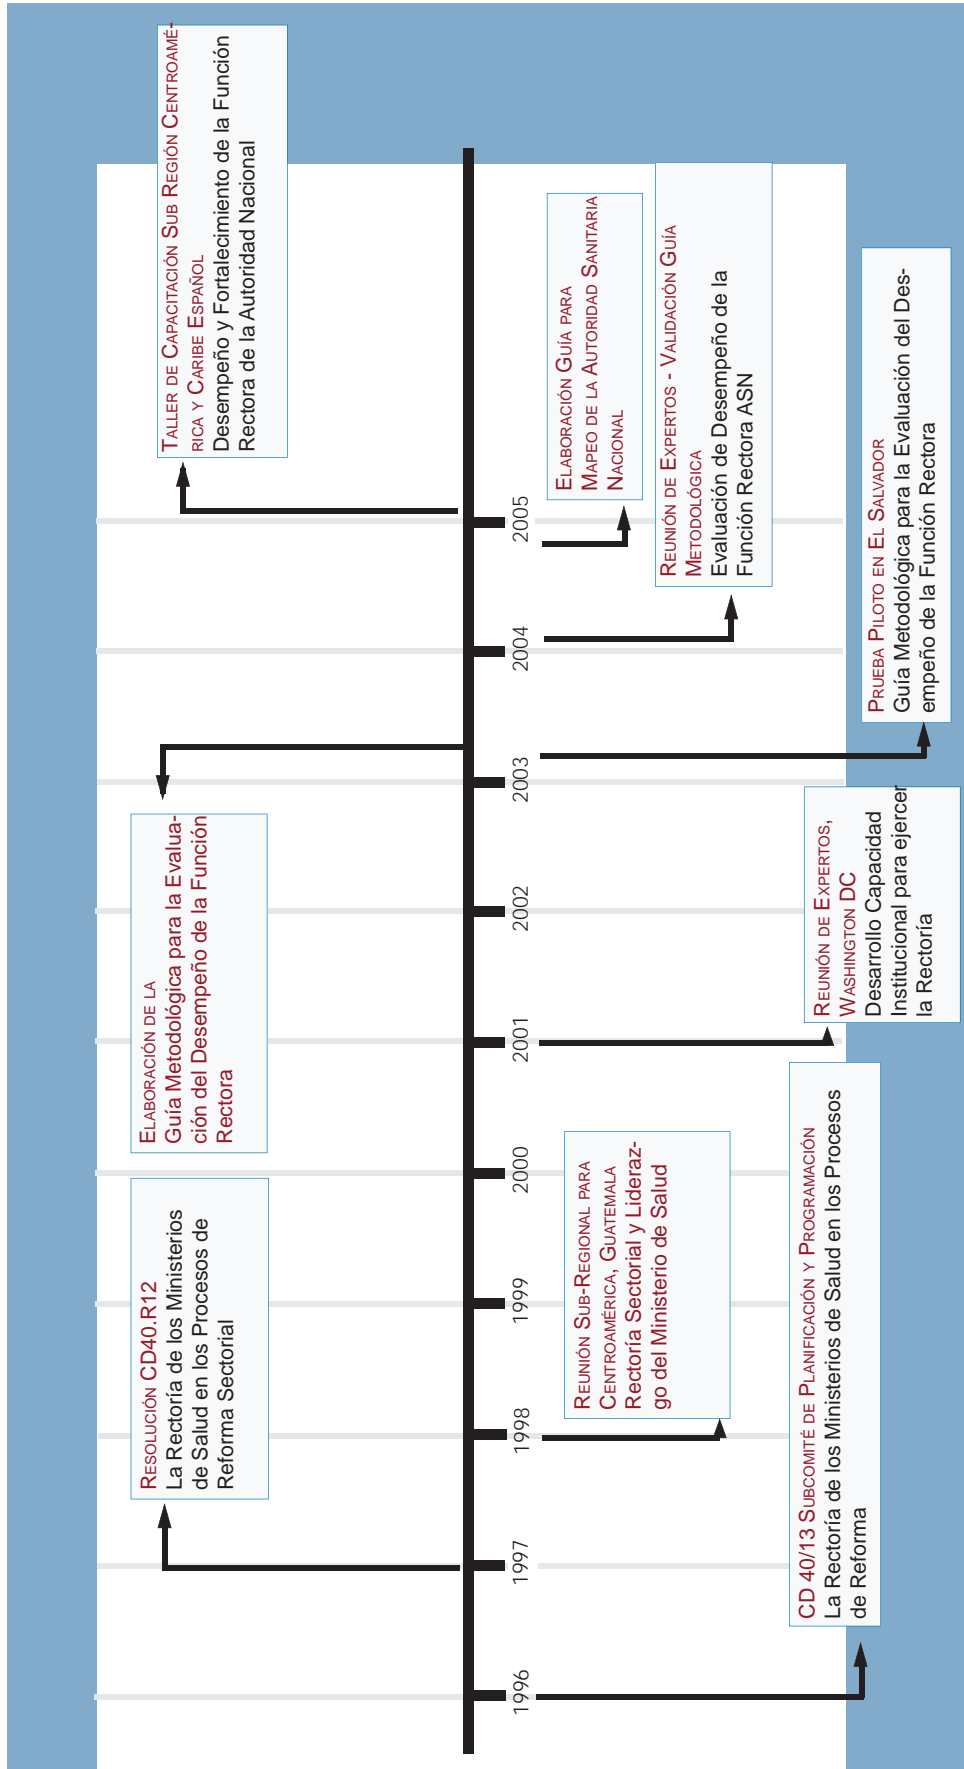 RESOLUCIÓN CD40.R12
La Rectoría de los Ministerios
de Salud en los Procesos de
Reforma Sectorial
ELABORACIÓN DE LA
Guía Metodológica para la Evalua-
ción del Desempeño de la Función
Rectora
TALLER DE CAPACITACIÓN SUB REGIÓN CENTROAMÉ-
RICA Y CARIBE ESPAÑOL
Desempeño y Fortalecimiento de la Función
Rectora de la Autoridad Nacional
1996
1997
1998
1999
2000
2001
2002
2003
2004
2005
ELABORACIÓN GUÍA PARA
MAPEO DE LA AUTORIDAD SANITARIA
NACIONAL
REUNIÓN SUB-REGIONAL PARA
CENTROAMÉRICA, GUATEMALA
Rectoría Sectorial y Lideraz-
go del Ministerio de Salud
REUNIÓN DE EXPERTOS - VALIDACIÓN GUÍA
METODOLÓGICA
Evaluación de Desempeño de la
Función Rectora ASN
CD 40/13 SUBCOMITÉ DE PLANIFICACIÓN Y PROGRAMACIÓN
La Rectoría de los Ministerios de Salud en los Procesos
de Reforma
REUNIÓN DE EXPERTOS,
WASHINGTON DC
Desarrollo Capacidad
Institucional para ejercer
la Rectoría
PRUEBA PILOTO EN EL SALVADOR
Guía Metodológica para la Evaluación del Des-
empeño de la Función Rectora